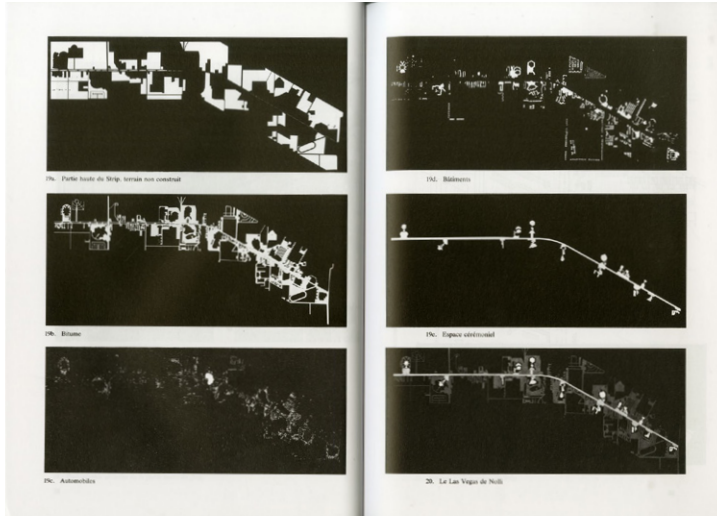 19a. Partie haute du Strip, terrain non construit
19b. Bitume
19c. Automobiles
19d. Bâtiments
19e. Espace cérémoniel
20. Le Las Vegas de Nolli